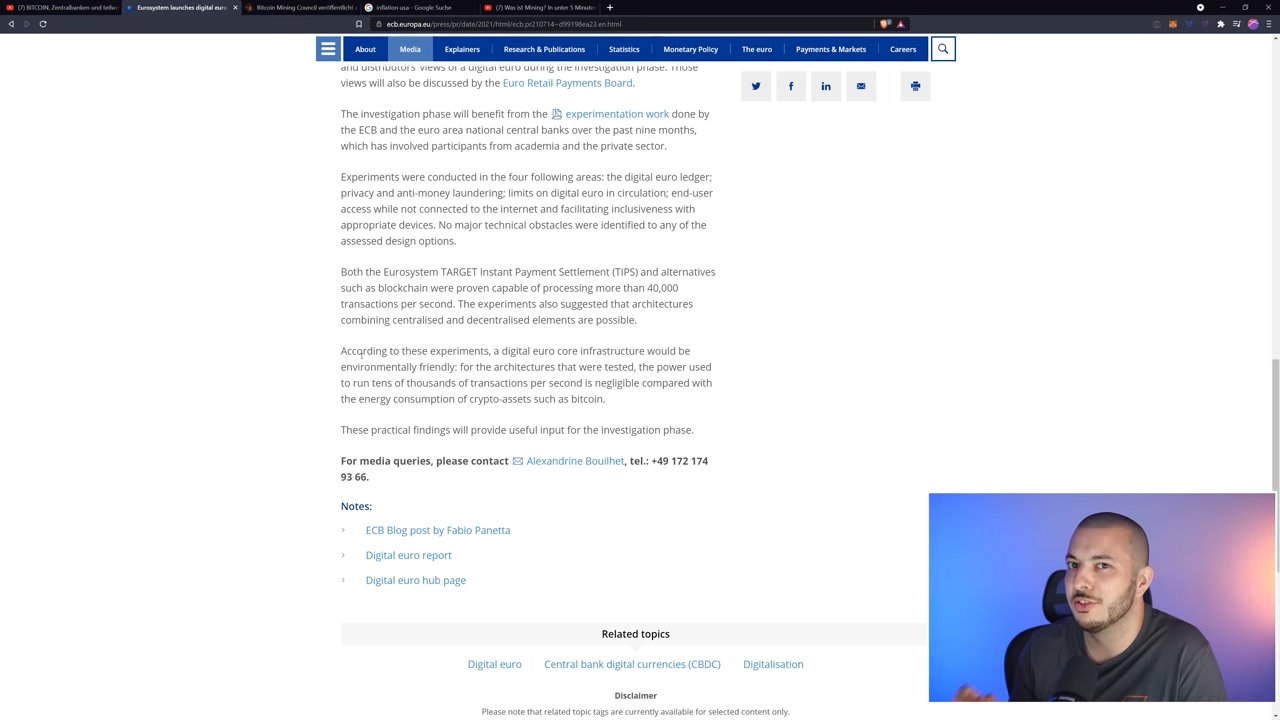 (7) BITCOIN, Zentralbanken und teilw
Eurosystem launches digital euro
Bitcoin Mining Council veröffentlicht
inflation usa - Google Suche
(7) Was ist Mining? In unter 5 Minuten
ecb.europa.eu/press/pr/date/2021/html/ecb.pr210714~d99198ea23.en.html
About
Media
Explainers
Research & Publications
Statistics
Monetary Policy
The euro
Payments & Markets
Careers
and distributors' views of a digital euro during the investigation phase. Those
views will also be discussed by the Euro Retail Payments Board.
The investigation phase will benefit from the experimentation work done by
the ECB and the euro area national central banks over the past nine months,
which has involved participants from academia and the private sector.
Experiments were conducted in the four following areas: the digital euro ledger;
privacy and anti-money laundering; limits on digital euro in circulation; end-user
access while not connected to the internet and facilitating inclusiveness with
appropriate devices. No major technical obstacles were identified to any of the
assessed design options.
Both the Eurosystem TARGET Instant Payment Settlement (TIPS) and alternatives
such as blockchain were proven capable of processing more than 40,000
transactions per second. The experiments also suggested that architectures
combining centralised and decentralised elements are possible.
According to these experiments, a digital euro core infrastructure would be
environmentally friendly: for the architectures that were tested, the power used
to run tens of thousands of transactions per second is negligible compared with
the energy consumption of crypto-assets such as bitcoin.
These practical findings will provide useful input for the investigation phase.
For media queries, please contact Alexandrine Bouilhet, tel.: +49 172 174
93 66.
Notes:
ECB Blog post by Fabio Panetta
Digital euro report
Digital euro hub page
Related topics
Digital euro
Central bank digital currencies (CBDC)
Digitalisation
Disclaimer
Please note that related topic tags are currently available for selected content only.